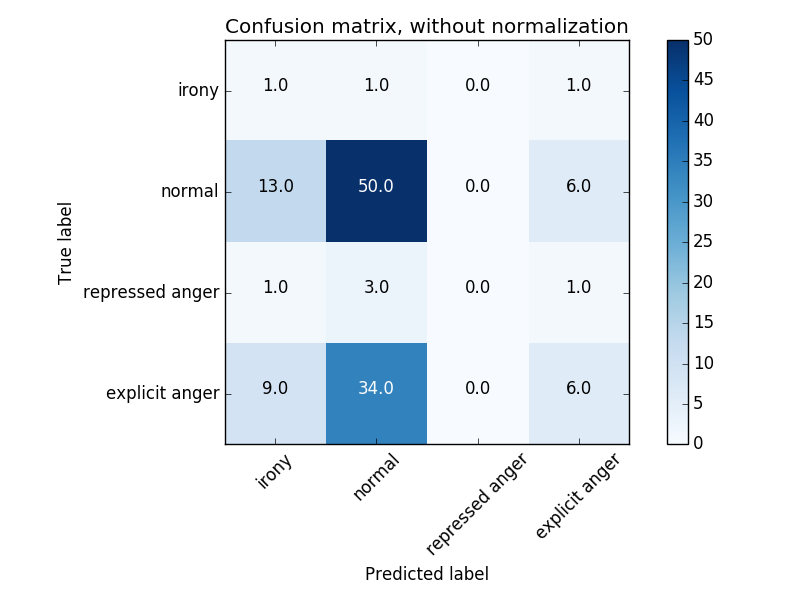 Confusion matrix, without normalization
True label
irony 1.0 1.0 0.0 1.0
normal 13.0 50.0 0.0 6.0
repressed anger 1.0 3.0 0.0 1.0
explicit anger 9.0 34.0 0.0 6.0
irony normal repressed anger explicit anger
Predicted label
50
45
40
35
30
25
20
15
10
5
0